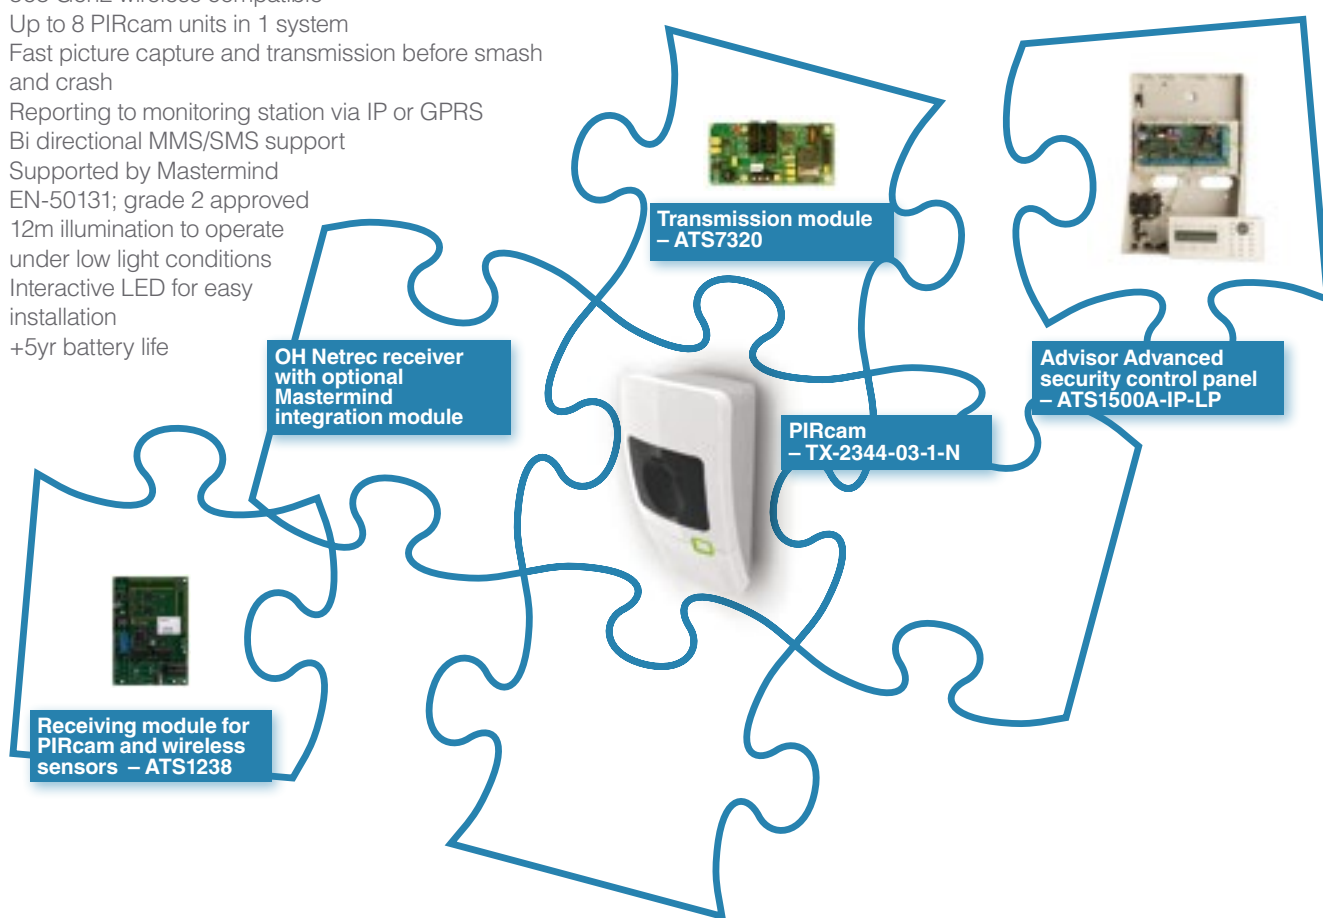 Up to 8 PIRcam units in 1 system
Fast picture capture and transmission before smash
and crash
Reporting to monitoring station via IP or GPRS
Bi directional MMS/SMS support
Supported by Mastermind
EN-50131; grade 2 approved
12m illumination to operate
under low light conditions
Interactive LED for easy
installation
+5yr battery life
Transmission module
– ATS7320
OH Netrec receiver
with optional
Mastermind
integration module
Advisor Advanced
security control panel
– ATS1500A-IP-LP
PIRcam
– TX-2344-03-1-N
Receiving module for
PIRcam and wireless
sensors – ATS1238